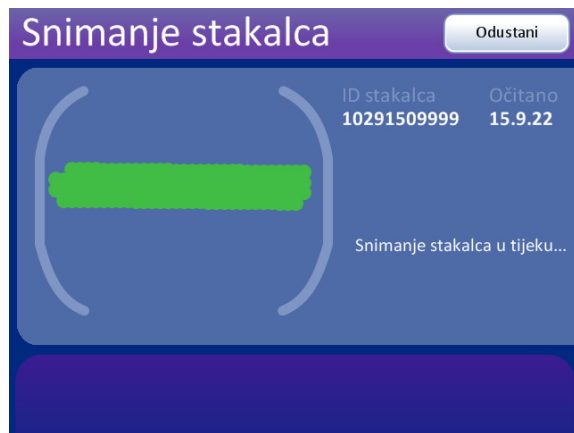 Snimanje stakalca
Odustani
ID stakalca Očitano
10291509999 15.9.22
Snimanje stakalca u tijeku...